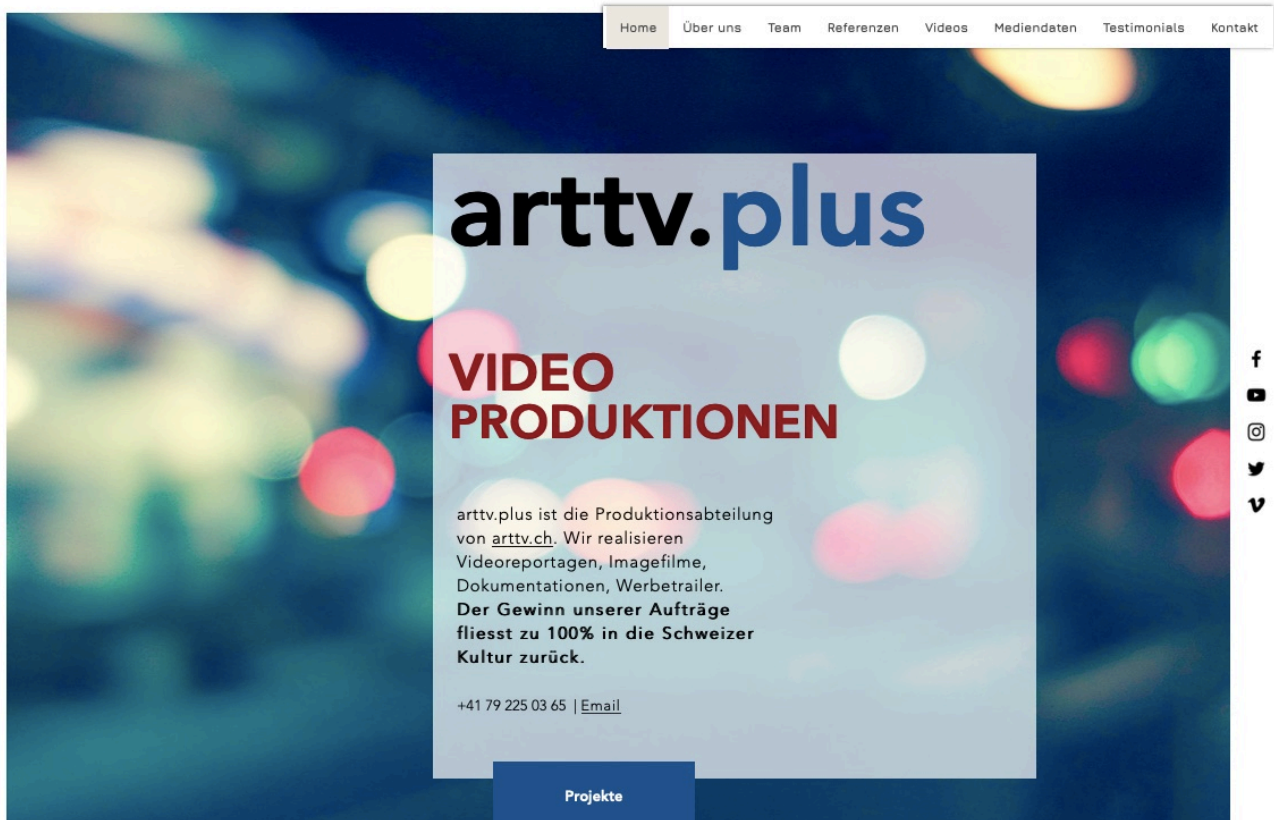 Home Über uns Team Referenzen Videos Mediendaten Testimonials Kontakt
arttv.plus
VIDEO
PRODUKTIONEN
arttv.plus ist die Produktionsabteilung
von arttv.ch. Wir realisieren
Videoreportagen, Imagefilme,
Dokumentationen, Werbetrailer.
Der Gewinn unserer Aufträge
fliesst zu 100% in die Schweizer
Kultur zurück.
+41 79 225 03 65 | Email
Projekte